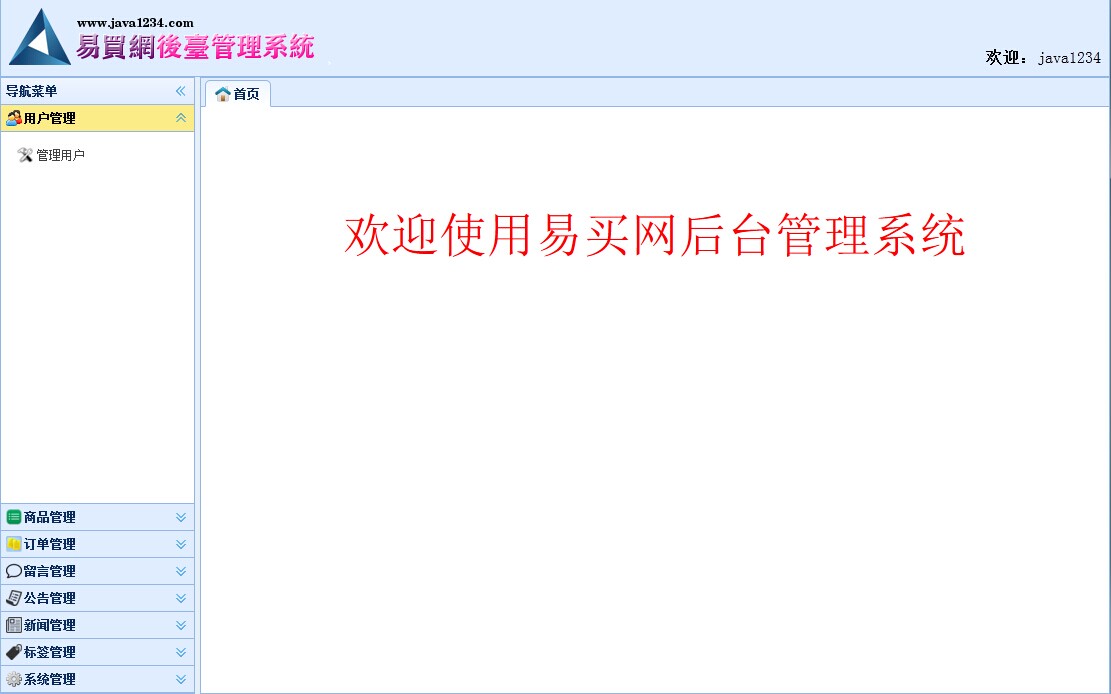 www.java1234.com
易買網後臺管理系統
欢迎：java1234
导航菜单
首页
用户管理
管理用户
欢迎使用易买网后台管理系统
商品管理
订单管理
留言管理
公告管理
新闻管理
标签管理
系统管理